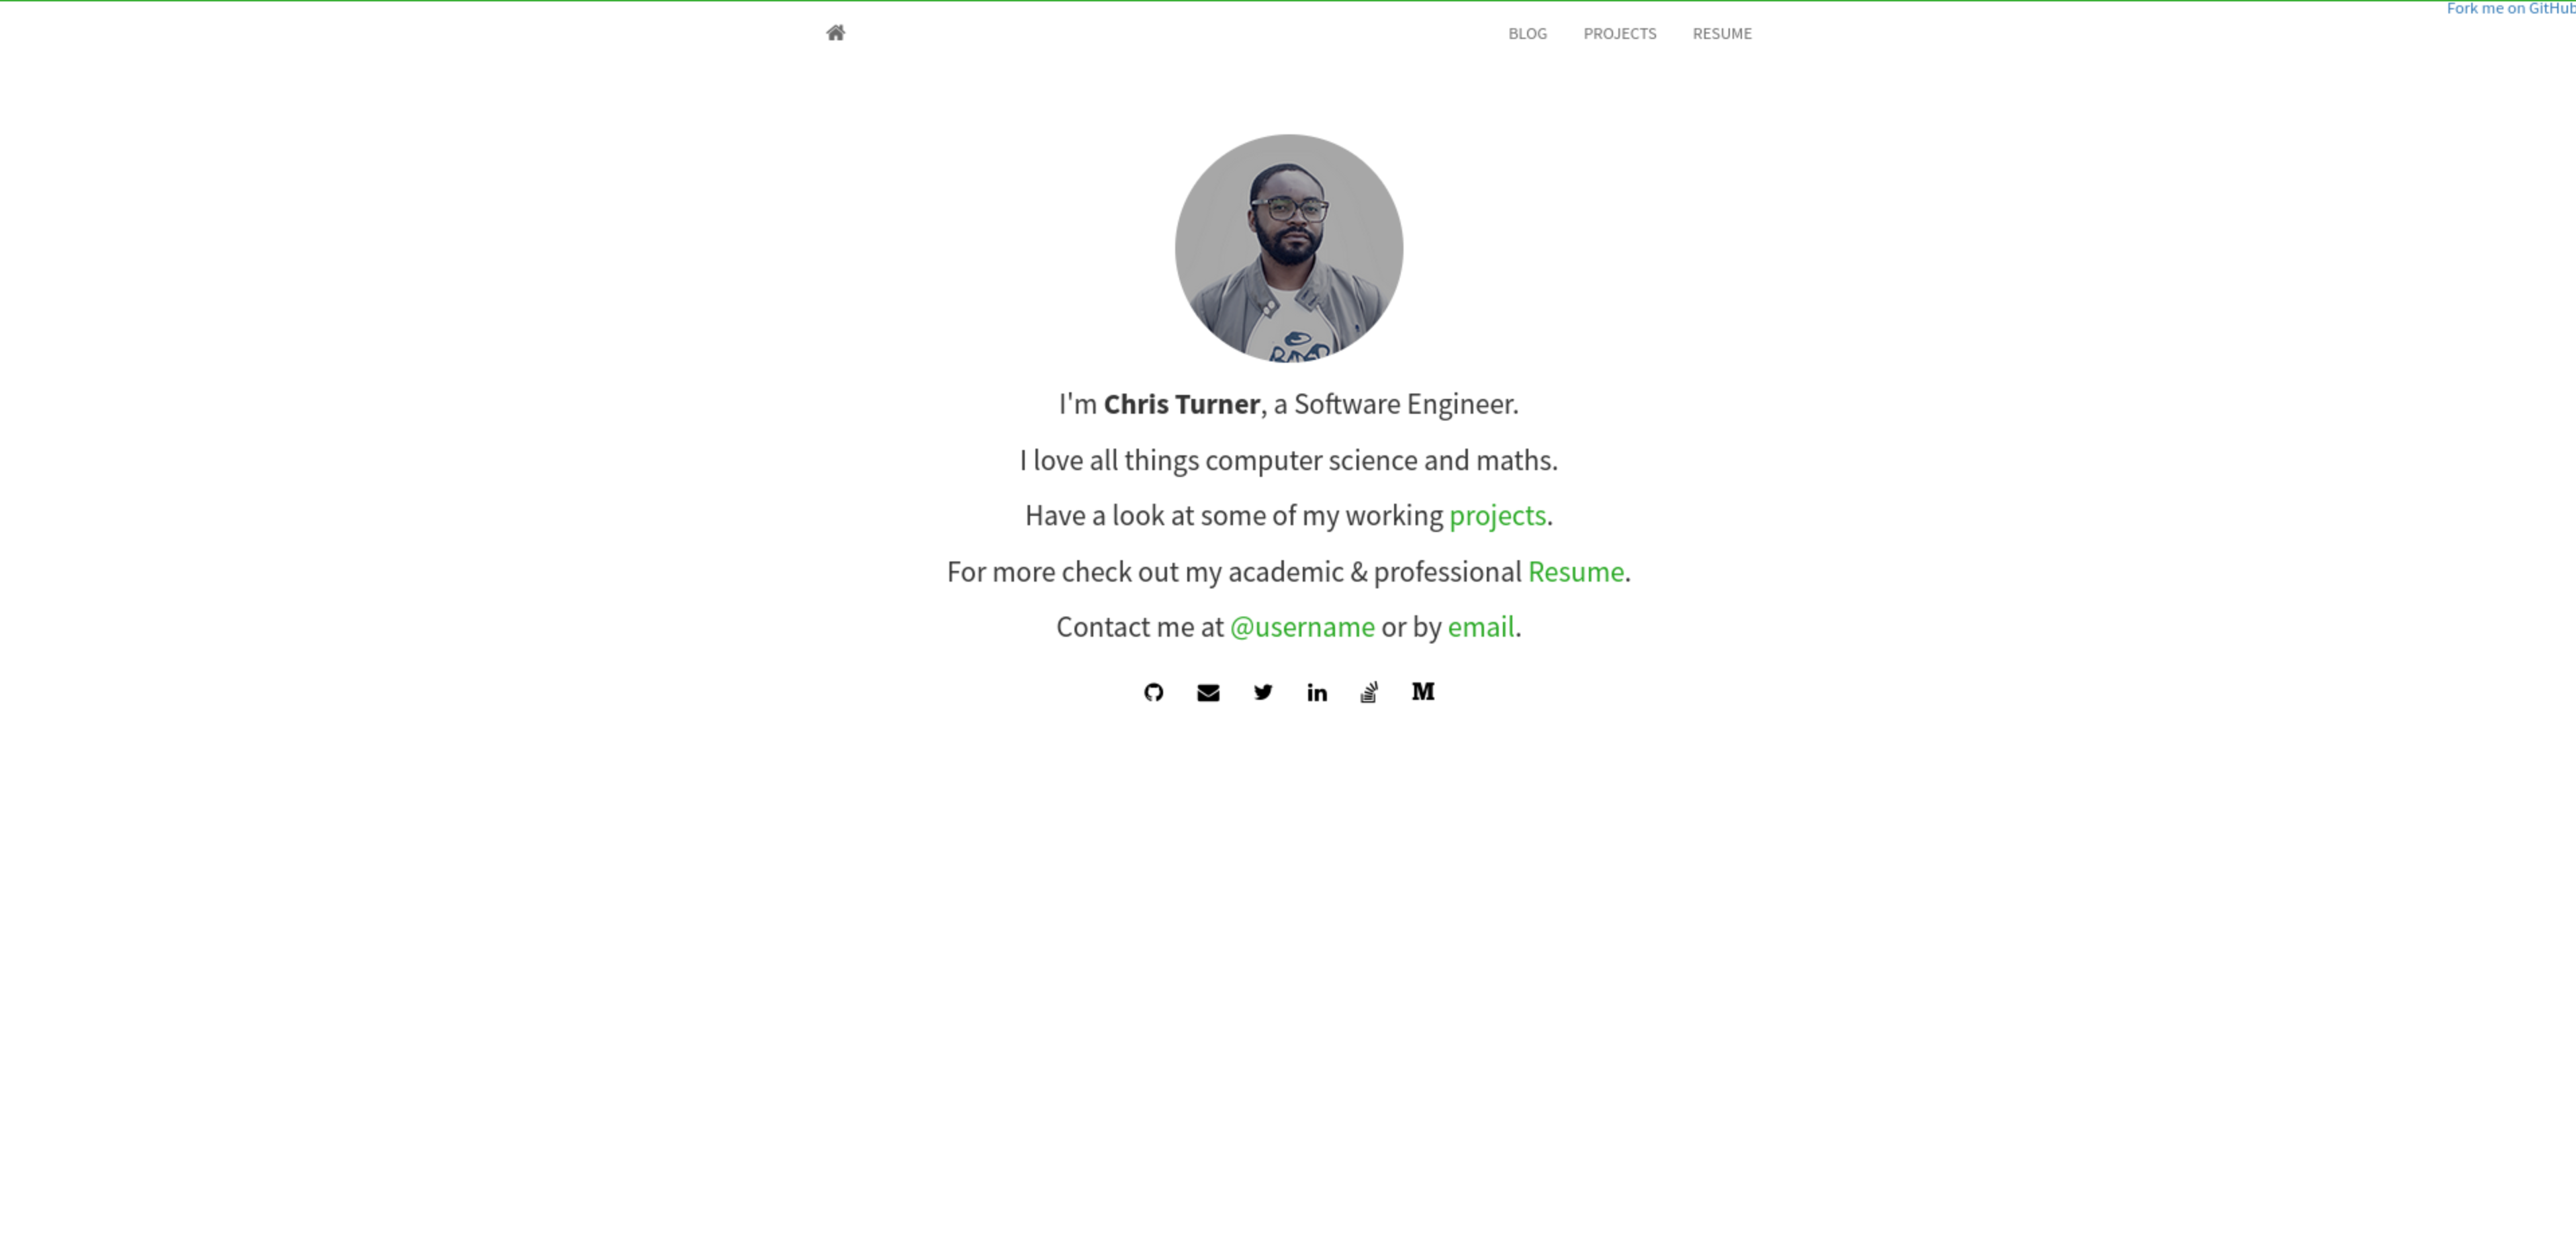 Fork me on GitHub
BLOG PROJECTS RESUME
I'm Chris Turner, a Software Engineer.
I love all things computer science and maths.
Have a look at some of my working projects.
For more check out my academic & professional Resume.
Contact me at @username or by email.